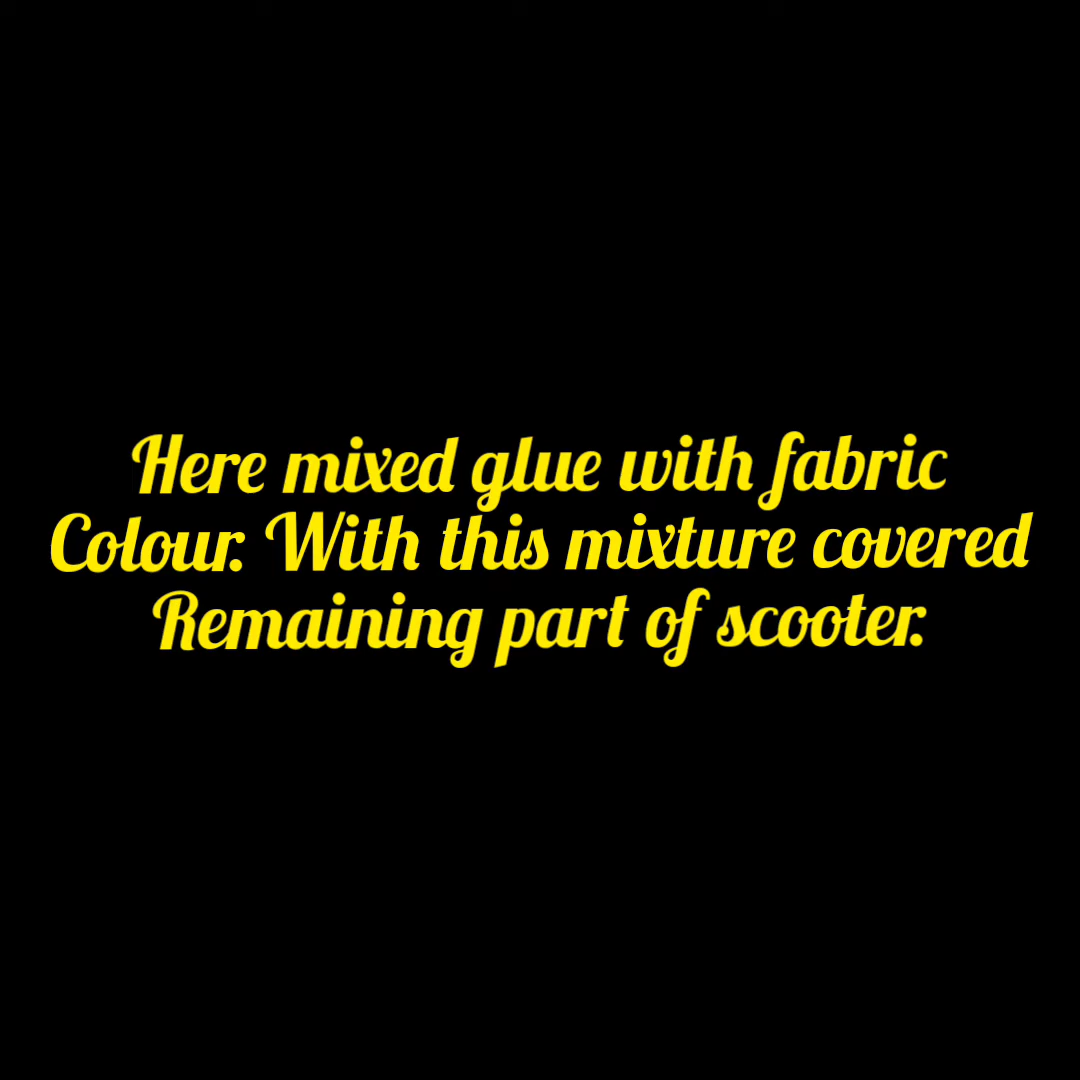 Here mixed glue with fabric
Colour. With this mixture covered
Remaining part of scooter.